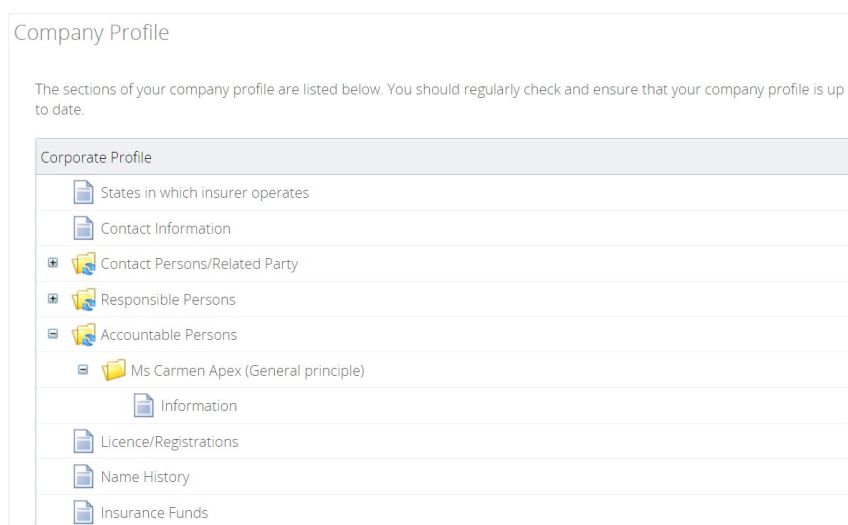 Company Profile
The sections of your company profile are listed below. You should regularly check and ensure that your company profile is up
to date.
Corporate Profile
States in which insurer operates
Contact Information
Contact Persons/Related Party
Responsible Persons
Accountable Persons
Ms Carmen Apex (General principle)
Information
Licence/Registrations
Name History
Insurance Funds